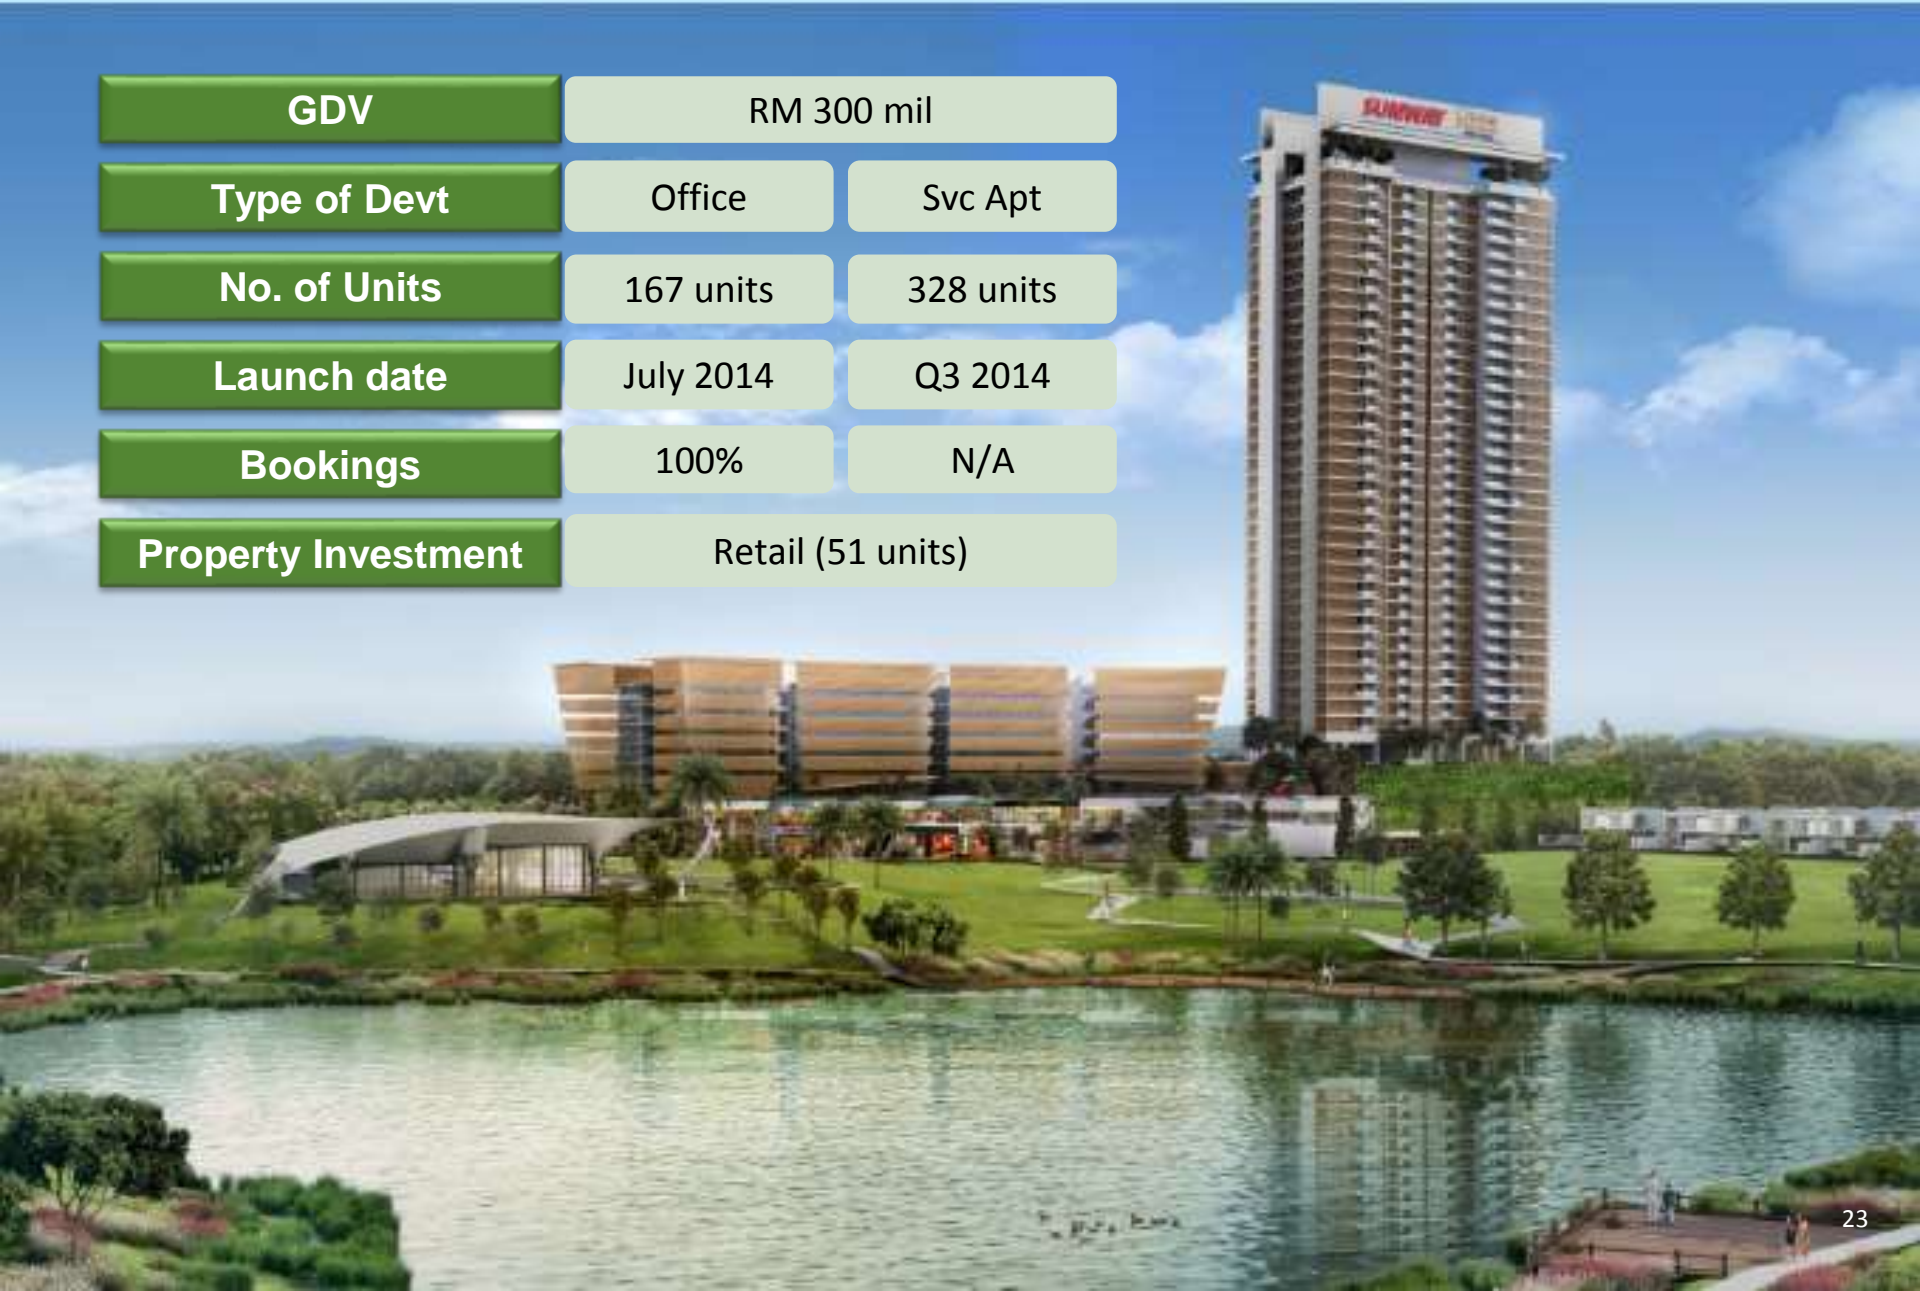 GDV
RM 300 mil
Type of Devt
Office
Svc Apt
No. of Units
167 units
328 units
Launch date
July 2014
Q3 2014
Bookings
100%
N/A
Property Investment
Retail (51 units)
SUNWAY
23